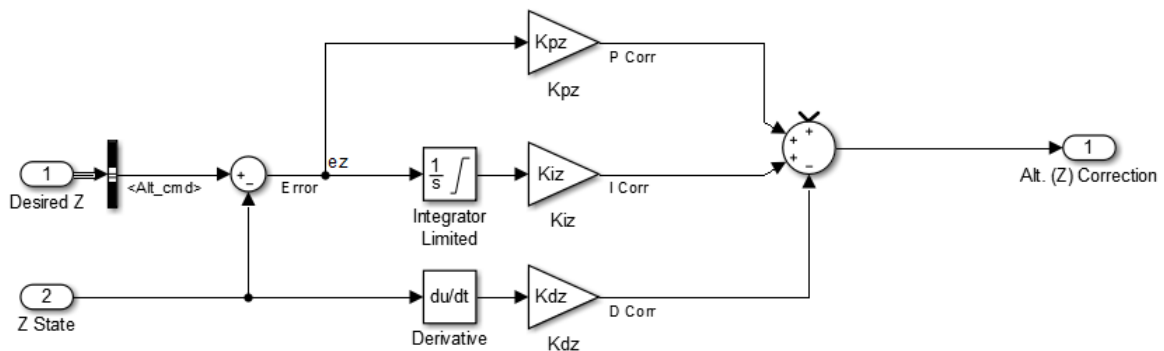 Kpz
P Corr
Kpz
+
+
+
−
1
Desired Z
<Alt_cmd>
+
−
Error
ez
1
s
Integrator
Limited
Kiz
I Corr
Kiz
1
Alt. (Z) Correction
2
Z State
du/dt
Derivative
Kdz
D Corr
Kdz